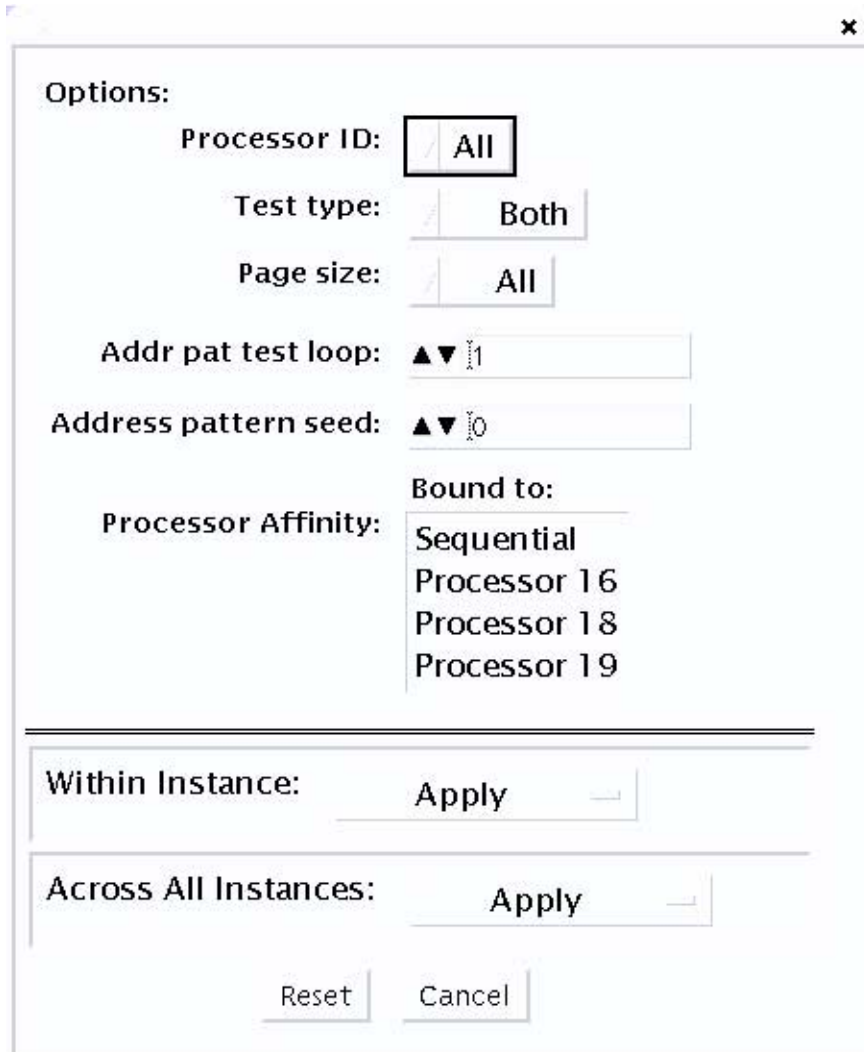 Options:
Processor ID: All
Test type: Both
Page size: All
Addr pat test loop: ▲▼ 1
Address pattern seed: ▲▼ 0
Bound to:
Processor Affinity:
Sequential
Processor 16
Processor 18
Processor 19
Within Instance: Apply
Across All Instances: Apply
Reset Cancel